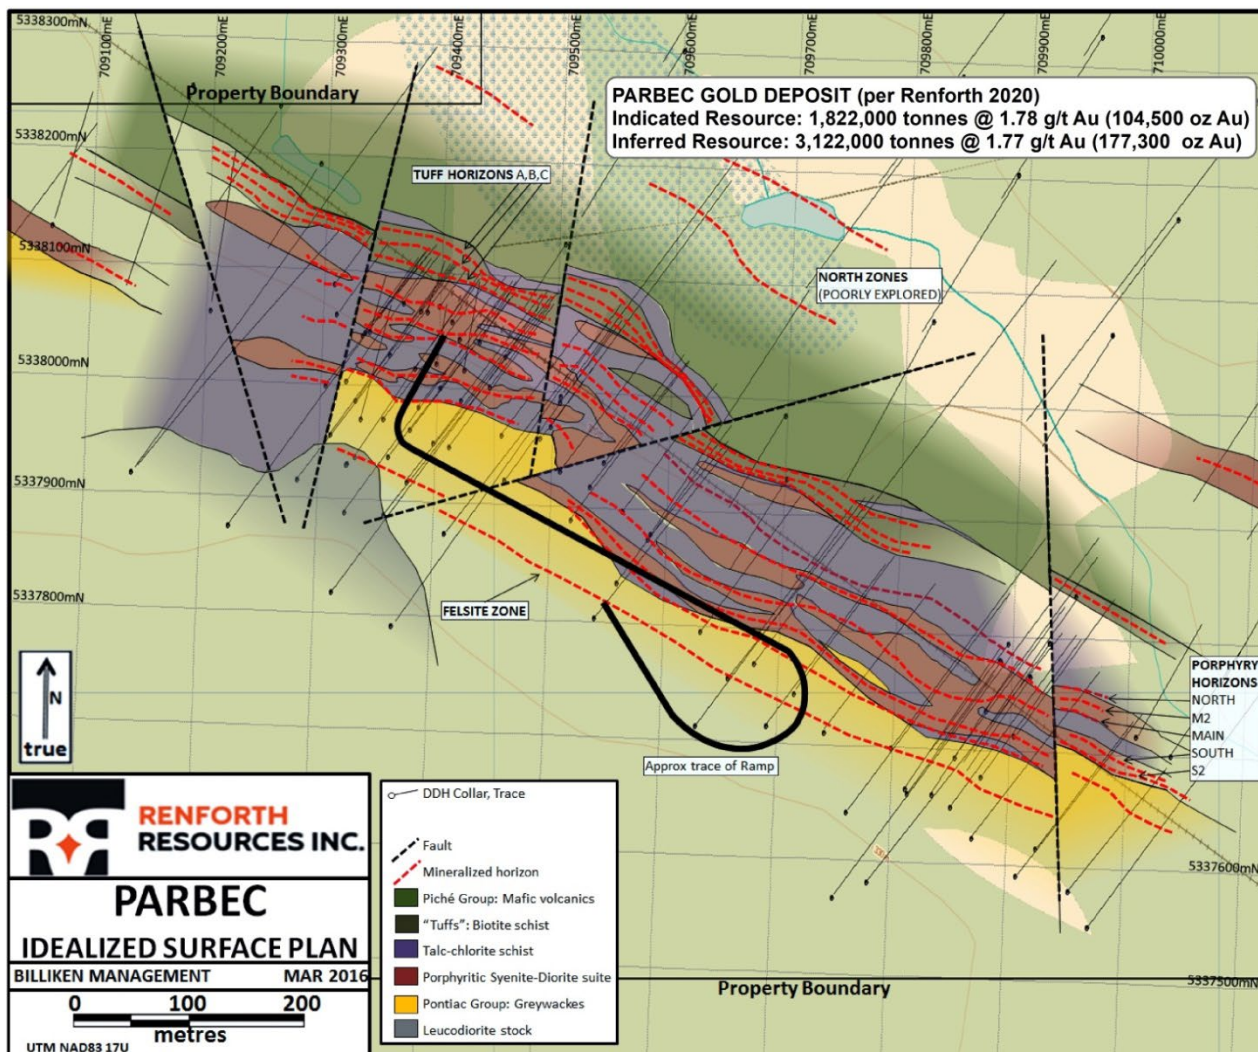 5338300mN
709100mE
709200mE
709300mE
709400mE
709500mE
709600mE
709700mE
709800mE
709900mE
710000mE
Property Boundary
PARBEC GOLD DEPOSIT (per Renforth 2020)
Indicated Resource: 1,822,000 tonnes @ 1.78 g/t Au (104,500 oz Au)
Inferred Resource: 3,122,000 tonnes @ 1.77 g/t Au (177,300 oz Au)
5338200mN
TUFF HORIZONS A,B,C
5338100mN
NORTH ZONES
(POORLY EXPLORED)
5338000mN
5337900mN
5337800mN
FELSITE ZONE
N
true
PORPHYRY
HORIZONS
NORTH
M2
MAIN
SOUTH
S2
Approx trace of Ramp
5337600mN
5337500mN
Property Boundary
RENFORTH
RESOURCES INC.
PARBEC
IDEALIZED SURFACE PLAN
BILLIKEN MANAGEMENT MAR 2016
0 100 200
metres
UTM NAD83 17U
DDH Collar, Trace
Fault
Mineralized horizon
Piché Group: Mafic volcanics
“Tuffs”: Biotite schist
Talc-chlorite schist
Porphyritic Syenite-Diorite suite
Pontiac Group: Greywackes
Leucodiorite stock